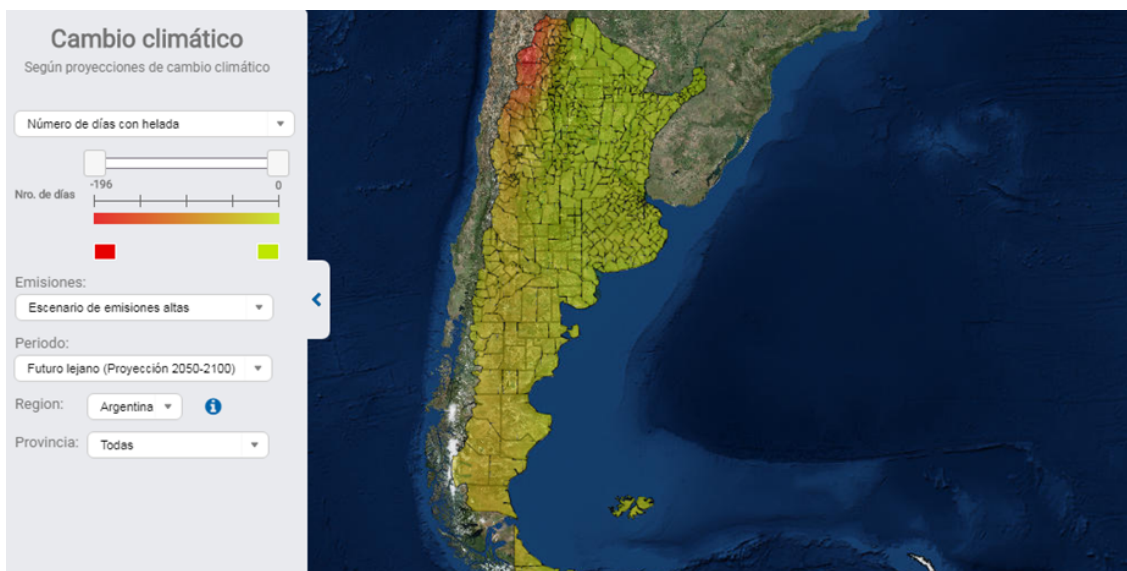 Cambio climático
Según proyecciones de cambio climático
Número de días con helada
-196 0
Nro. de días
Emisiones:
Escenario de emisiones altas
Periodo:
Futuro lejano (Proyección 2050-2100)
Region: Argentina
Provincia: Todas